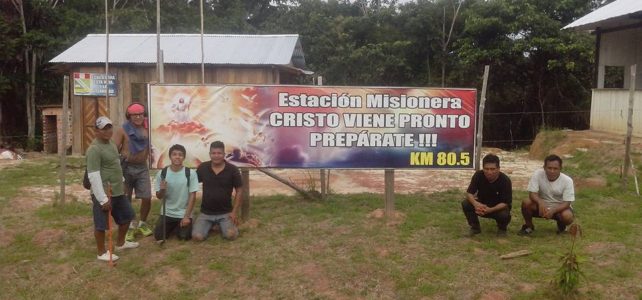 Estación Misionera
CRISTO VIENE PRONTO
PREPÁRATE !!!
KM 80.5